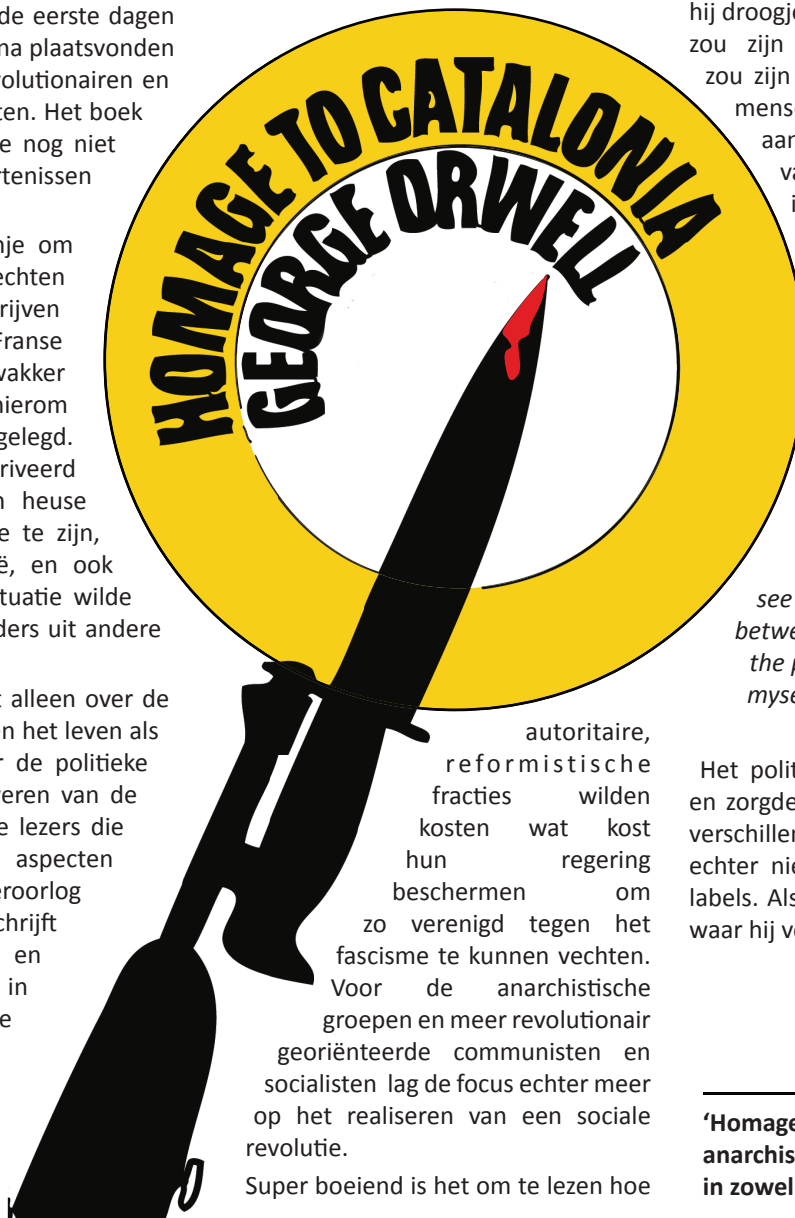 de eerste dagen
na plaatsvonden
volutionairen en
ten. Het boek
e nog niet
rtenissen
nje om
echten
rijven
Franse
wakker
hierom
gelegd.
riveerd
n heuse
e te zijn,
ë, en ook
tuatie wilde
ders uit andere
t alleen over de
en het leven als
r de politieke
eren van de
e lezers die
aspecten
eroorlog
chrijft
en
in
e
HOMAGE TO CATALONIA
GEORGE ORWELL
autoritaire,
reformistische
fracties wilden
kosten wat kost
hun regering
beschermen om
zo verenigd tegen het
fascisme te kunnen vechten.
Voor de anarchistische
groepen en meer revolutionair
georiënteerde communisten en
socialisten lag de focus echter meer
op het realiseren van een sociale
revolutie.
Super boeiend is het om te lezen hoe
hij droogje
zou zijn
zou zijn
mens
aan
va
i
see
betwe
the p
myse
Het polit
en zorgde
verschiller
echter nie
labels. Als
waar hij ve
‘Homage
anarchis
in zowel